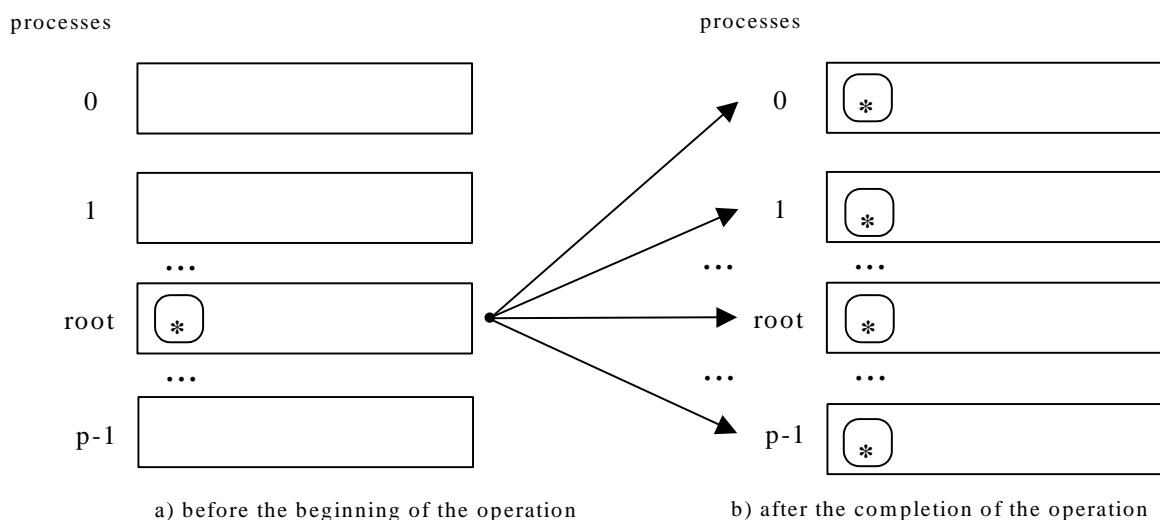 processes
0
1
...
root *
...
p-1
a) before the beginning of the operation
processes
0 *
1 *
... ...
root *
... ...
p-1 *
b) after the completion of the operation